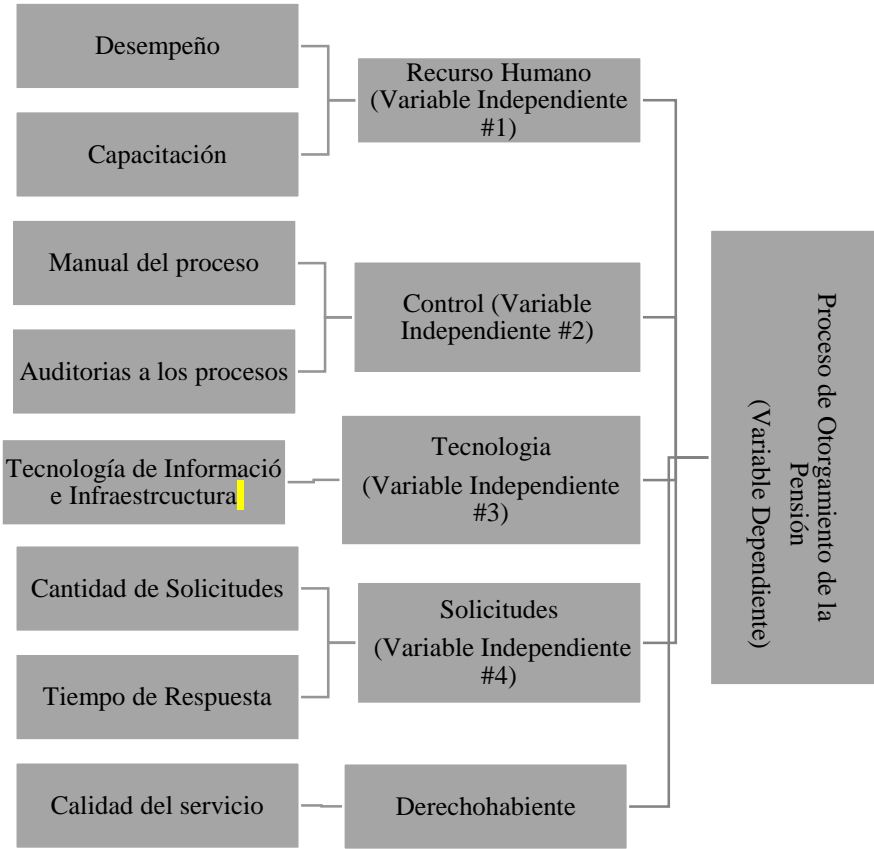 Desempeño
Capacitación
Recurso Humano
(Variable Independiente
#1)
Manual del proceso
Auditorias a los procesos
Control (Variable
Independiente #2)
Tecnología de Informació
e Infraestrcuctura
Tecnologia
(Variable Independiente
#3)
Cantidad de Solicitudes
Tiempo de Respuesta
Solicitudes
(Variable Independiente
#4)
Calidad del servicio
Derechohabiente
Proceso de Otorgamiento de la
Pensión
(Variable Dependiente)